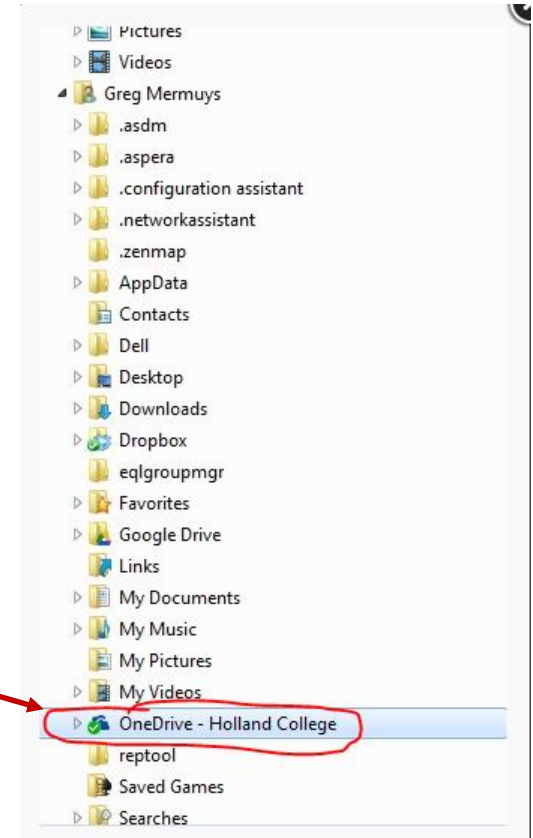 Pictures
Videos
Greg Mermuys
.asdm
.aspera
.configuration assistant
.networkassistant
.zenmap
AppData
Contacts
Dell
Desktop
Downloads
Dropbox
eqlgroupmgr
Favorites
Google Drive
Links
My Documents
My Music
My Pictures
My Videos
OneDrive - Holland College
reptool
Saved Games
Searches